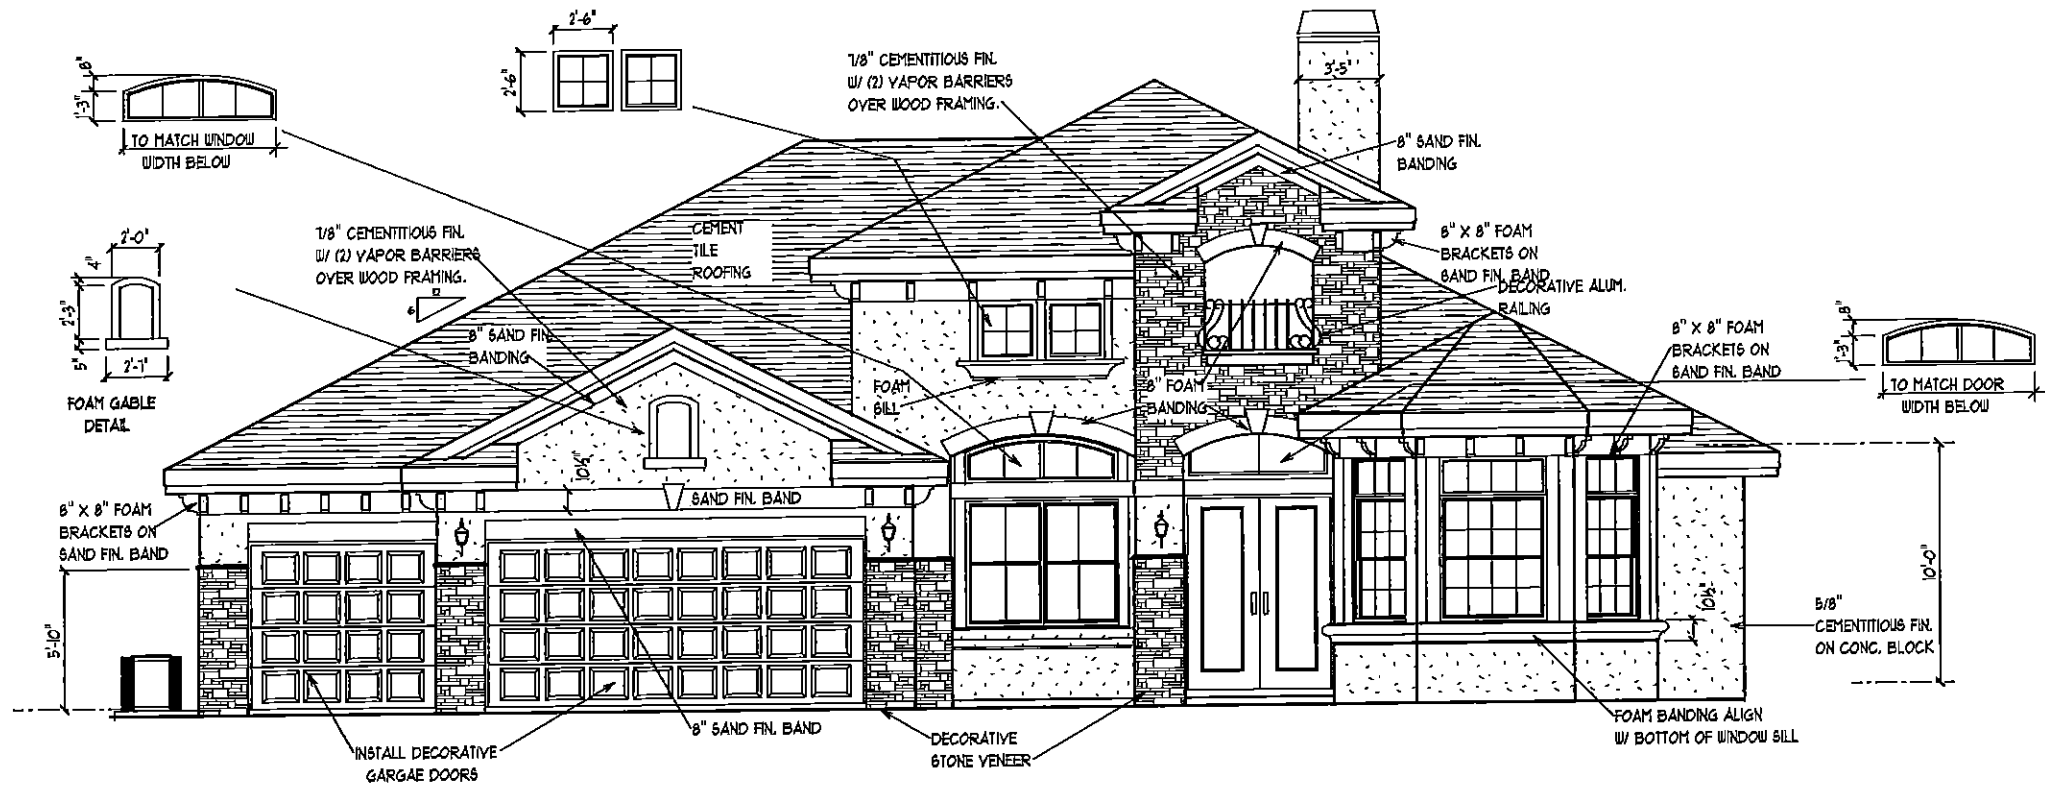 2'-6"
2'-6"
8"
1'-3"
TO MATCH WINDOW
WIDTH BELOW
7/8" CEMENTITIOUS FIN.
W/ (2) VAPOR BARRIERS
OVER WOOD FRAMING.
3'-5"
8" SAND FIN.
BANDING
2'-0"
4"
2'-3"
5"
2'-7"
FOAM GABLE
DETAIL
7/8" CEMENTITIOUS FIN.
W/ (2) VAPOR BARRIERS
OVER WOOD FRAMING.
12
6
CEMENT
TILE
ROOFING
8" X 8" FOAM
BRACKETS ON
SAND FIN. BAND
DECORATIVE ALUM.
RAILING
8" SAND FIN.
BANDING
FOAM
SILL
8" FOAM
BANDING
8" X 8" FOAM
BRACKETS ON
SAND FIN. BAND
8"
1'-3"
TO MATCH DOOR
WIDTH BELOW
10½"
SAND FIN. BAND
8" X 8" FOAM
BRACKETS ON
SAND FIN. BAND
5'-10"
10'-0"
10½"
5/8"
CEMENTITIOUS FIN.
ON CONC. BLOCK
INSTALL DECORATIVE
GARGAE DOORS
8" SAND FIN. BAND
DECORATIVE
STONE VENEER
FOAM BANDING ALIGN
W/ BOTTOM OF WINDOW SILL